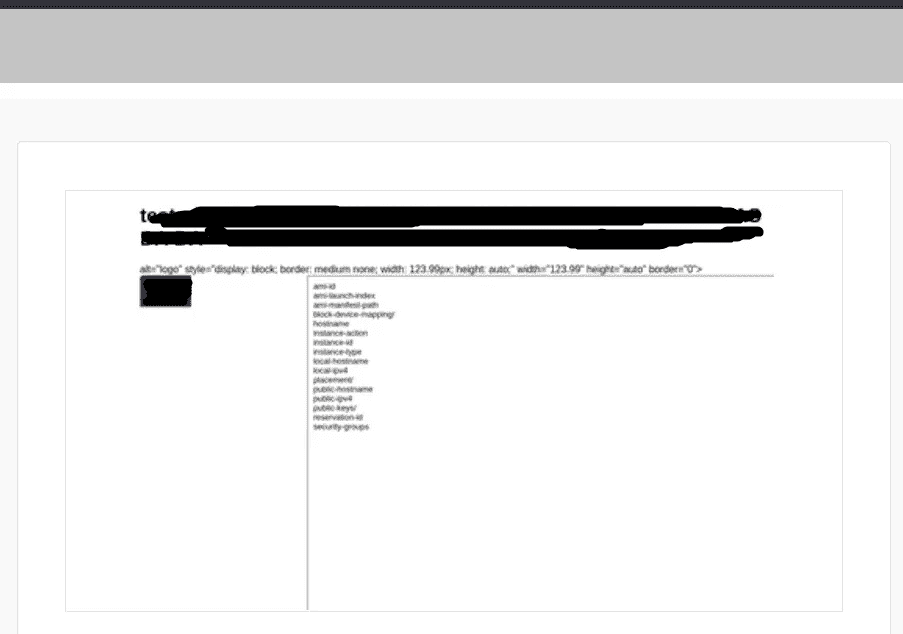 alt="logo" style="display: block; border: medium none; width: 123.99px; height: auto;" width="123.99" height="auto" border="0">
ami-id
ami-launch-index
ami-manifest-path
block-device-mapping/
hostname
instance-action
instance-id
instance-type
local-hostname
local-ipv4
placement/
public-hostname
public-ipv4
public-keys/
reservation-id
security-groups